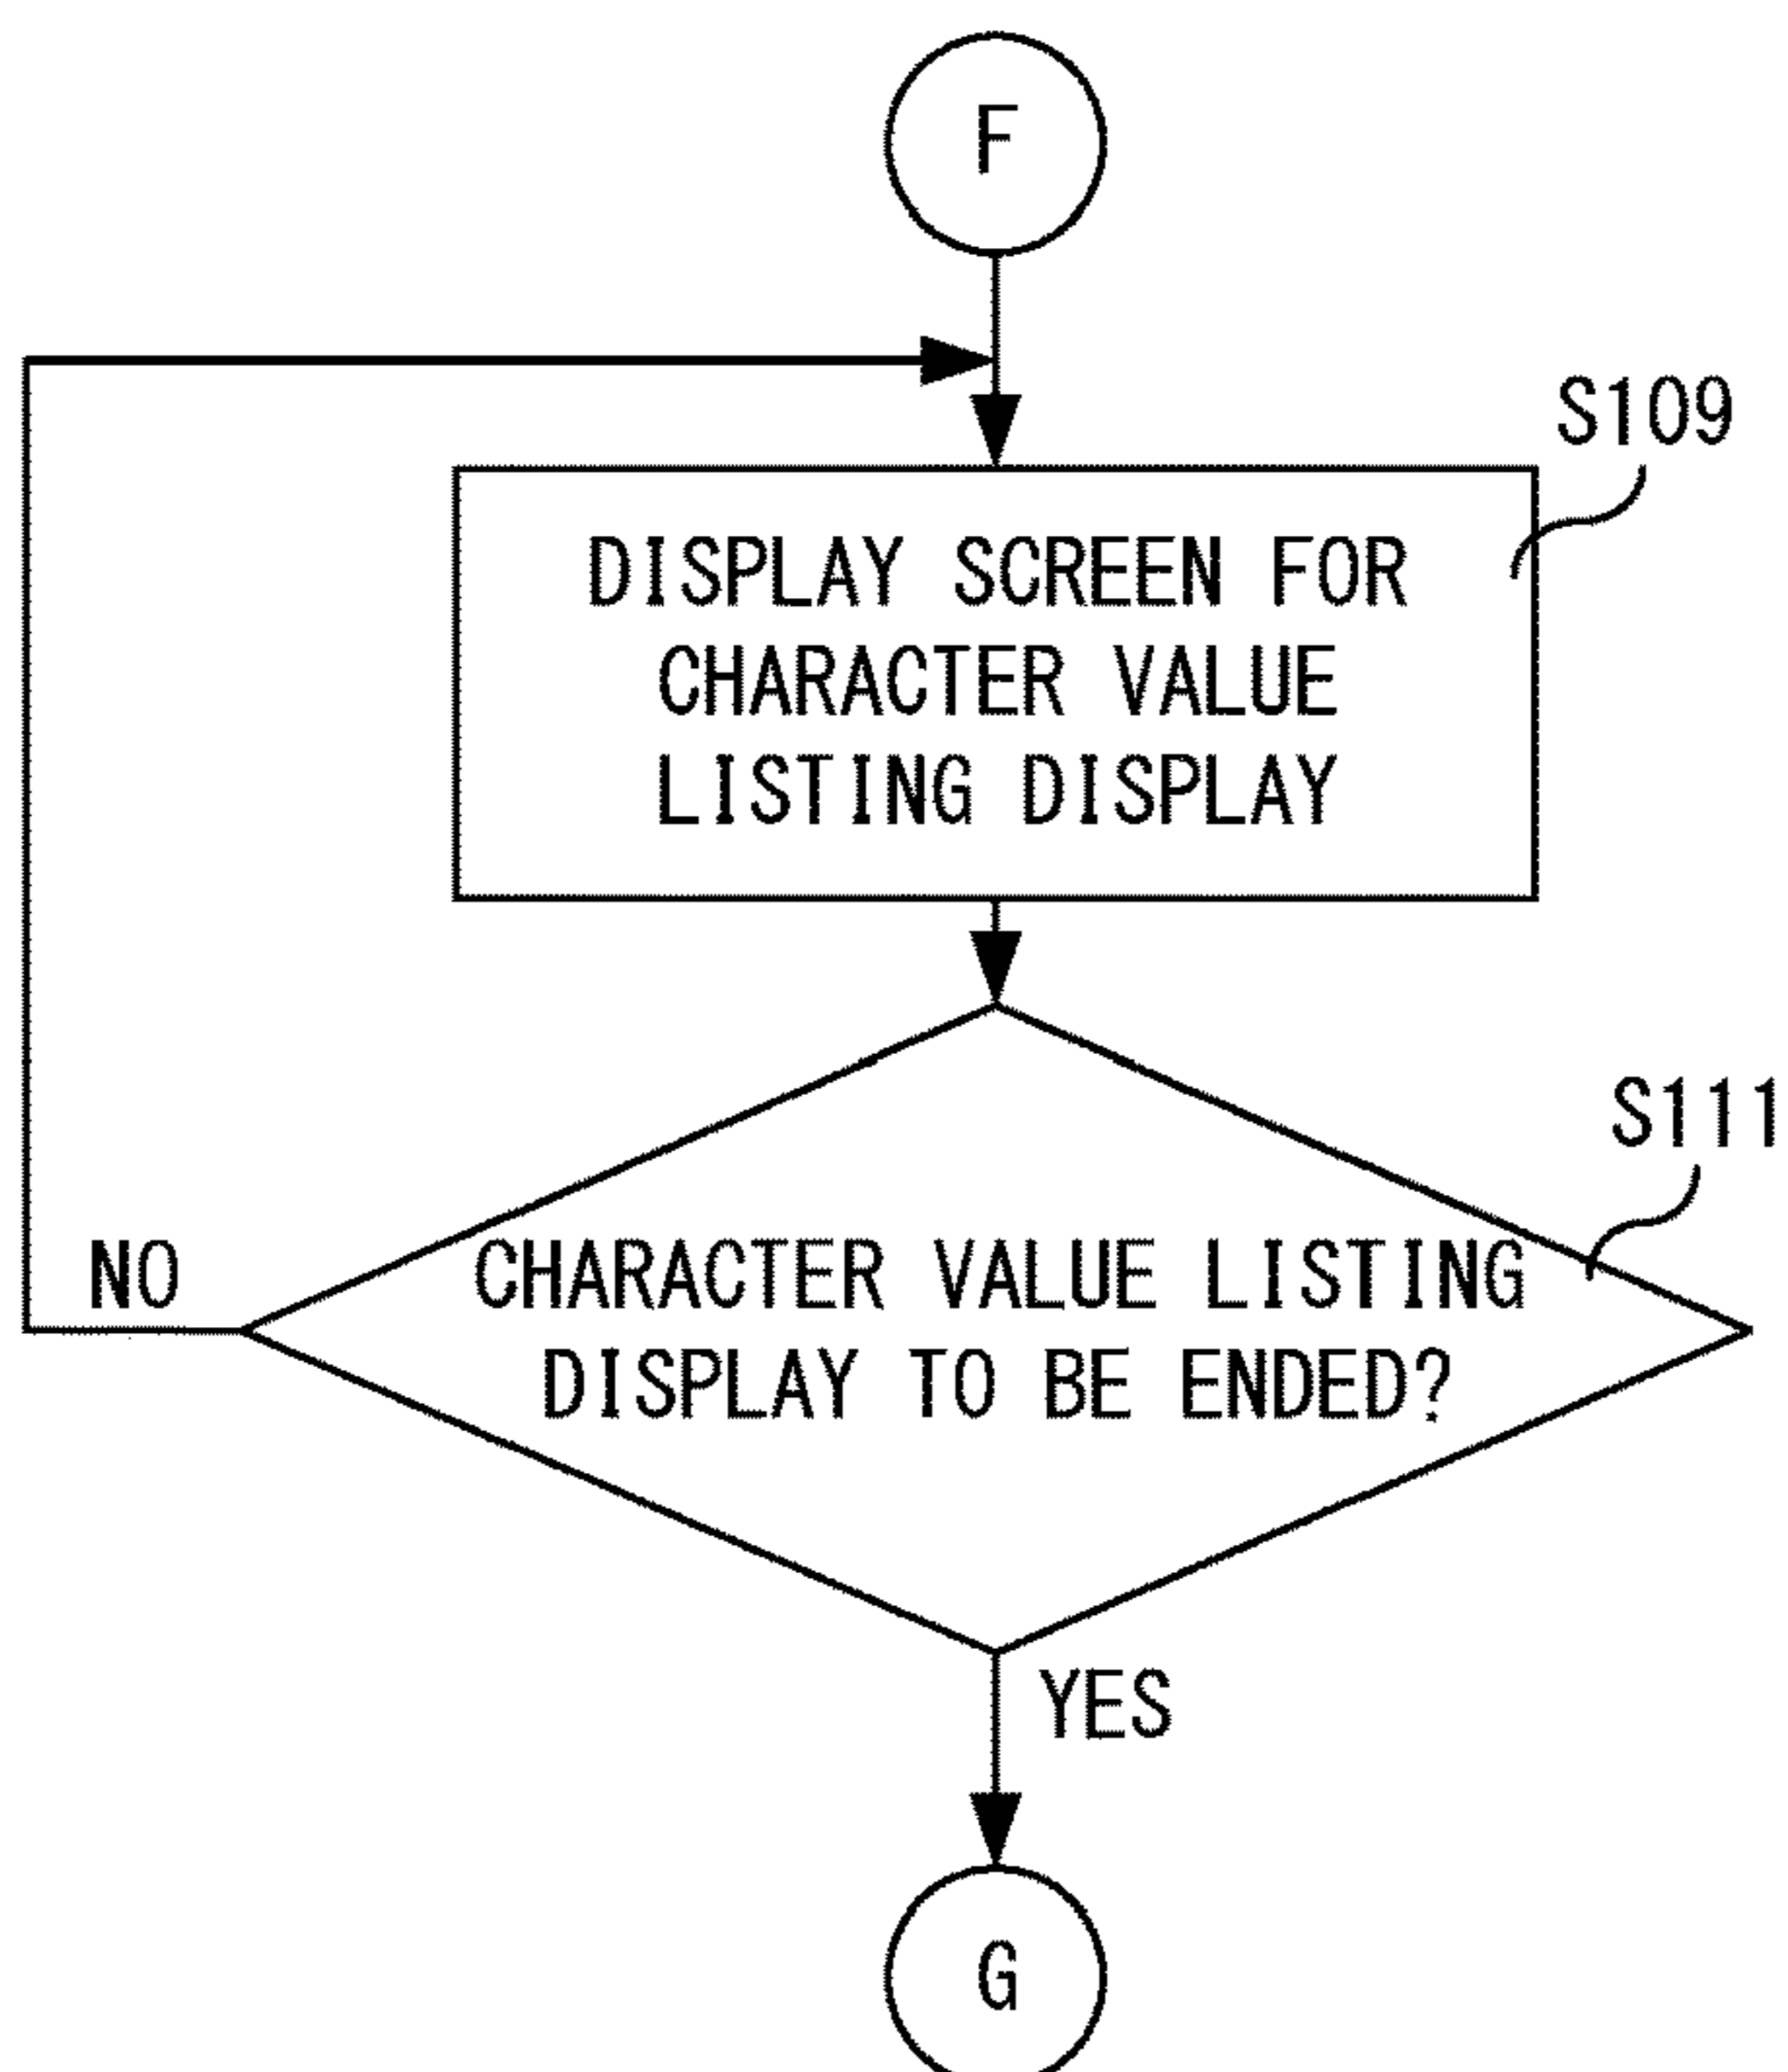 F
S109
DISPLAY SCREEN FOR
CHARACTER VALUE
LISTING DISPLAY
S111
NO
CHARACTER VALUE LISTING
DISPLAY TO BE ENDED?
YES
G